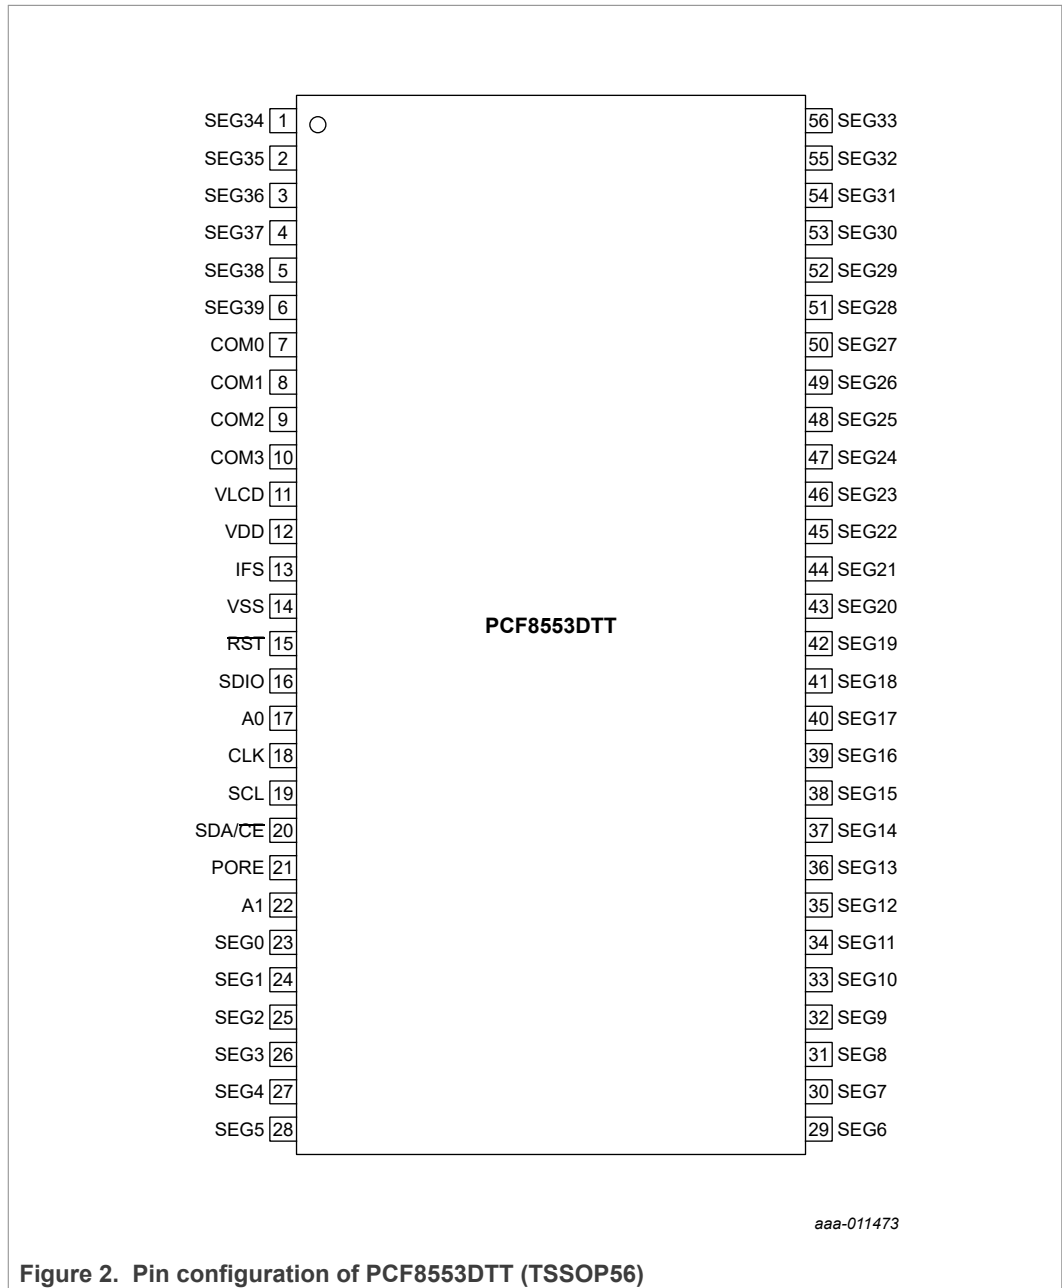 SEG34 1 56 SEG33
SEG35 2 55 SEG32
SEG36 3 54 SEG31
SEG37 4 53 SEG30
SEG38 5 52 SEG29
SEG39 6 51 SEG28
COM0 7 50 SEG27
COM1 8 49 SEG26
COM2 9 48 SEG25
COM3 10 47 SEG24
VLCD 11 46 SEG23
VDD 12 45 SEG22
IFS 13 44 SEG21
VSS 14 43 SEG20
PCF8553DTT
R̅S̅T̅ 15 42 SEG19
SDIO 16 41 SEG18
A0 17 40 SEG17
CLK 18 39 SEG16
SCL 19 38 SEG15
SDA/C̅E̅ 20 37 SEG14
PORE 21 36 SEG13
A1 22 35 SEG12
SEG0 23 34 SEG11
SEG1 24 33 SEG10
SEG2 25 32 SEG9
SEG3 26 31 SEG8
SEG4 27 30 SEG7
SEG5 28 29 SEG6
aaa-011473
Figure 2. Pin configuration of PCF8553DTT (TSSOP56)